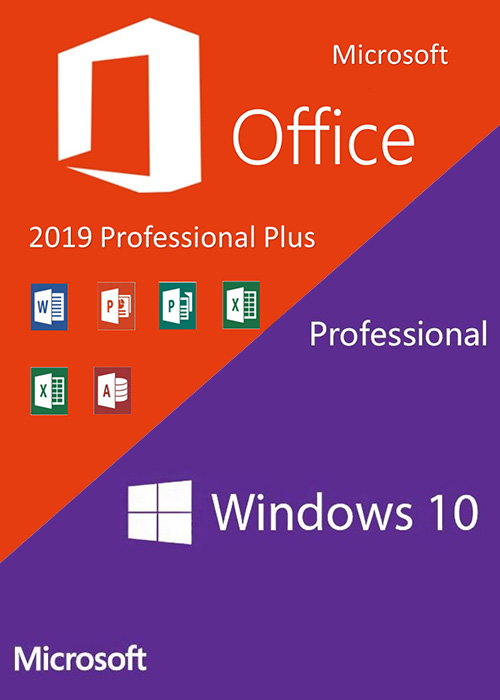 Microsoft
Office
2019 Professional Plus
W
P
P
X
X
A
Professional
Windows 10
Microsoft